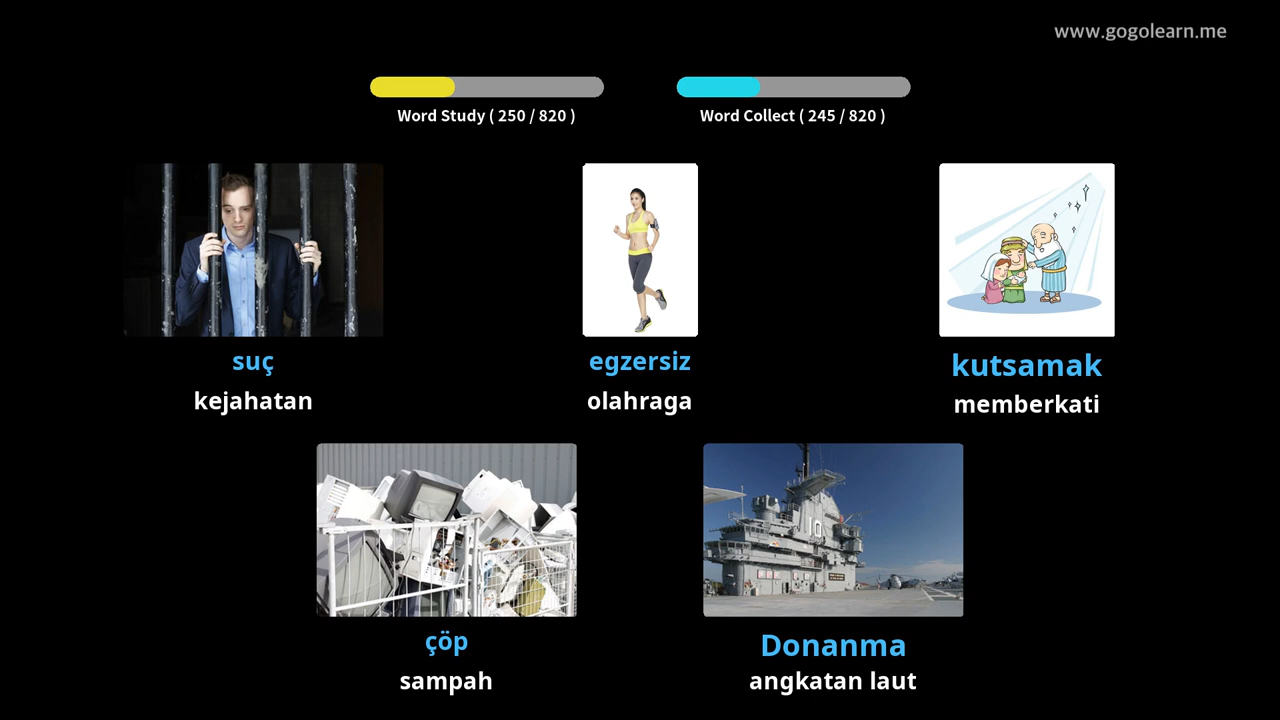 www.gogolearn.me
Word Study ( 250 / 820 )
Word Collect ( 245 / 820 )
suç
kejahatan
egzersiz
olahraga
kutsamak
memberkati
10
çöp
sampah
Donanma
angkatan laut